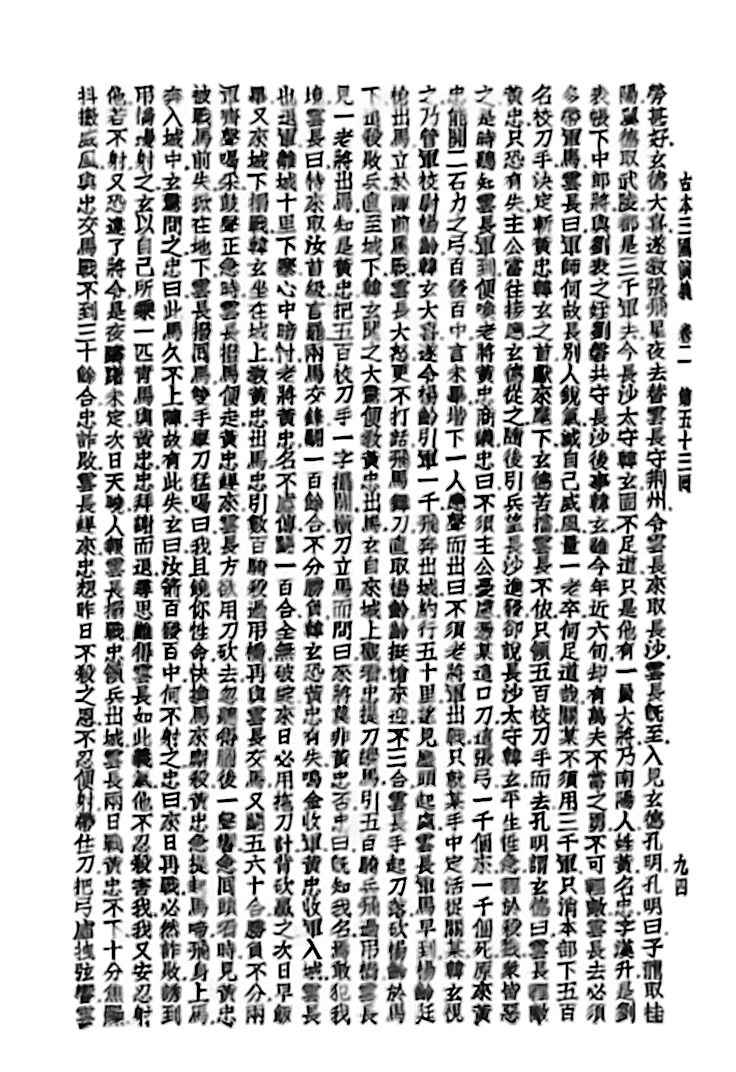 古本三國演義　卷二　第五十三回
九四
勞甚好玄德大喜遂教張飛星夜去替雲長守荆州令雲長來取長沙雲長旣至入見玄德孔明孔明曰子龍取桂
陽翼德取武陵都是三千軍去今長沙太守韓玄固不足道只是他有一員大將乃南陽人姓黃名忠字漢升是劉
表帳下中郎將與劉表之姪劉磐共守長沙後事韓玄雖今年近六旬却有萬夫不當之勇不可輕敵雲長去必須
多帶軍馬雲長曰軍師何故長別人銳氣滅自己威風量一老卒何足道哉關某不須用三千軍只消本部下五百
名校刀手決定斬黃忠韓玄之首獻來麾下玄德苦擋雲長不依只領五百校刀手而去孔明謂玄德曰雲長輕敵
黃忠只恐有失主公當往接應玄德從之隨後引兵望長沙進發卻說長沙太守韓玄平生性急輕於殺戮衆皆惡
之是時聽知雲長軍到便喚老將黃忠商議忠曰不須主公憂慮憑某這口刀這張弓一千個來一千個死原來黃
忠能開二石力之弓百發百中言未畢堦下一人應聲而出曰不須老將軍出戰只就某手中定活捉關某韓玄視
之乃管軍校尉楊齡韓玄大喜遂令楊齡引軍一千飛奔出城約行五十里遙見塵頭起處雲長軍馬早到楊齡挺
槍出馬立於陣前罵戰雲長大怒更不打話飛馬舞刀直取楊齡齡挺槍來迎不三合雲長手起刀落砍楊齡於馬
下追殺敗兵直至城下韓玄聞之大驚便教黃忠出馬玄自來城上觀看忠提刀縱馬引五百騎兵飛過吊橋雲長
見一老將出馬知是黃忠把五百校刀手一字擺開橫刀立馬而問曰來將莫非黃忠否忠曰旣知我名焉敢犯我
境雲長曰特來取汝首級言罷兩馬交鋒鬪一百餘合不分勝負韓玄恐黃忠有失鳴金收軍黃忠收軍入城雲長
也退軍離城十里下寨心中暗忖老將黃忠名不虛傳鬪一百合全無破綻來日必用拖刀計背砍贏之次日早飯
畢又來城下搦戰韓玄坐在城上教黃忠出馬忠引數百騎殺過吊橋再與雲長交馬又鬪五六十合勝負不分兩
軍齊聲喝采鼓聲正急時雲長撥馬便走黃忠趕來雲長方欲用刀砍去忽聽得腦後一聲響急回頭看時見黃忠
被戰馬前失掀在地下雲長撥回馬雙手舉刀猛喝曰我且饒你性命快換馬來厮殺黃忠急提起馬啼飛身上馬
奔入城中玄驚問之忠曰此馬久不上陣故有此失玄曰汝箭百發百中何不射之忠曰來日再戰必然詐敗誘到
吊橋邊射之玄以自己所乘一匹靑馬與黃忠忠拜謝而退尋思難得雲長如此義氣他不忍殺害我我又安忍射
他若不射又恐違了將令是夜躊躇未定次日天曉人報雲長搦戰忠領兵出城雲長兩日戰黃忠不下十分焦躁
抖擻威風與忠交馬戰不到三十餘合忠詐敗雲長趕來忠想昨日不殺之恩不忍便射帶住刀把弓虛拽弦響雲